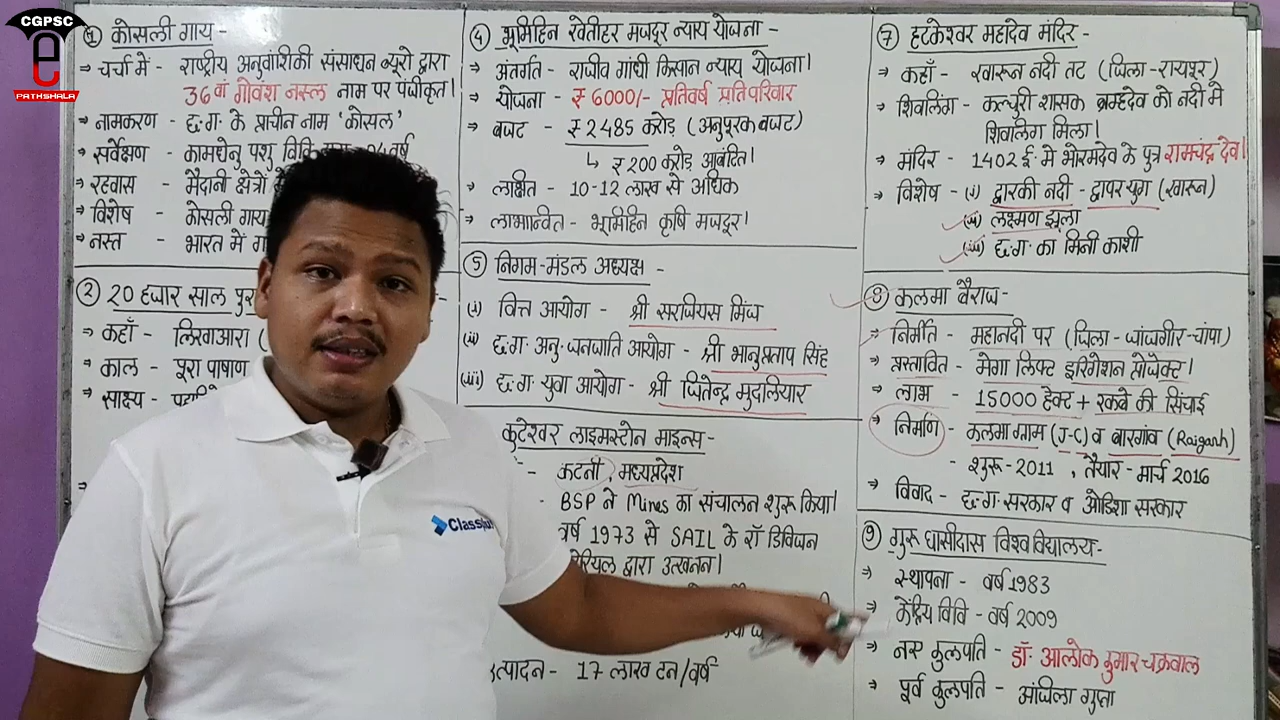 CGPSC
e
PATHSHALA
① कोसली गाय -
→ चर्चा में - राष्ट्रीय अनुवांशिकी संसाधन ब्यूरो द्वारा
36वां गोवंश नस्ल नाम पर पंजीकृत।
→ नामकरण - छ.ग. के प्राचीन नाम 'कोसल'
→ सर्वेक्षण - कामधेनु पशु विवि
→ रहवास - मैदानी क्षेत्रों
→ विशेष - कोसली गाय
→ नस्ल - भारत में
② 20 हजार साल
→ कहाँ - लिखाआरा (
→ काल - पूरा पाषाण
→ साक्ष्य -
④ भूमिहिन खेतीहर मजदूर न्याय योजना -
→ अंतर्गत - राजीव गांधी किसान न्याय योजना।
→ योजना - ₹ 6000/- प्रतिवर्ष प्रति परिवार
→ बजट - ₹ 2485 करोड़ (अनुपूरक बजट)
↳ ₹ 200 करोड़ आबंटित।
→ लक्षित - 10-12 लाख से अधिक
→ लाभान्वित - भूमिहिन कृषि मजदूर।
⑤ निगम-मंडल अध्यक्ष -
(i) वित्त आयोग - श्री सरजियस मिंज
(ii) छ.ग. अनु. जनजाति आयोग - श्री भानुप्रताप सिंह
(iii) छ.ग. युवा आयोग - श्री जितेन्द्र मुदलियार
कुटेश्वर लाइमस्टोन माइन्स -
- कटनी, मध्यप्रदेश
- BSP ने Mines का संचालन शुरू किया।
वर्ष 1973 से SAIL के रॉ डिविजन
द्वारा उत्खनन।
उत्पादन - 17 लाख टन/वर्ष
⑦ हटकेश्वर महादेव मंदिर -
→ कहाँ - खारून नदी तट (जिला - रायपुर)
→ शिवलिंग - कल्चुरी शासक ब्रम्हदेव को नदी में
शिवलिंग मिला।
→ मंदिर - 1402 ई. में भोरमदेव के पुत्र रामचंद्र देव।
→ विशेष - (i) द्वारकी नदी - द्वापर युग (खारून)
(ii) लक्ष्मण झूला
(iii) छ.ग. का मिनी काशी
⑧ कलमा बैराज -
→ निर्मित - महानदी पर (जिला - जांजगीर-चांपा)
→ प्रस्तावित - मेगा लिफ्ट इरिगेशन प्रोजेक्ट।
→ लाभ - 15000 हेक्ट + रकबे की सिंचाई
→ निर्माण - कलमा ग्राम (J-C) व बारगांव (Raigarh)
- शुरू - 2011, तैयार - मार्च 2016
→ विवाद - छ.ग. सरकार व ओडिशा सरकार
⑨ गुरू घासीदास विश्वविद्यालय -
→ स्थापना - वर्ष 1983
→ केंद्रिय विवि - वर्ष 2009
→ नए कुलपति - डॉ. आलोक कुमार चक्रवाल
→ पूर्व कुलपति - अंजिला गुप्ता